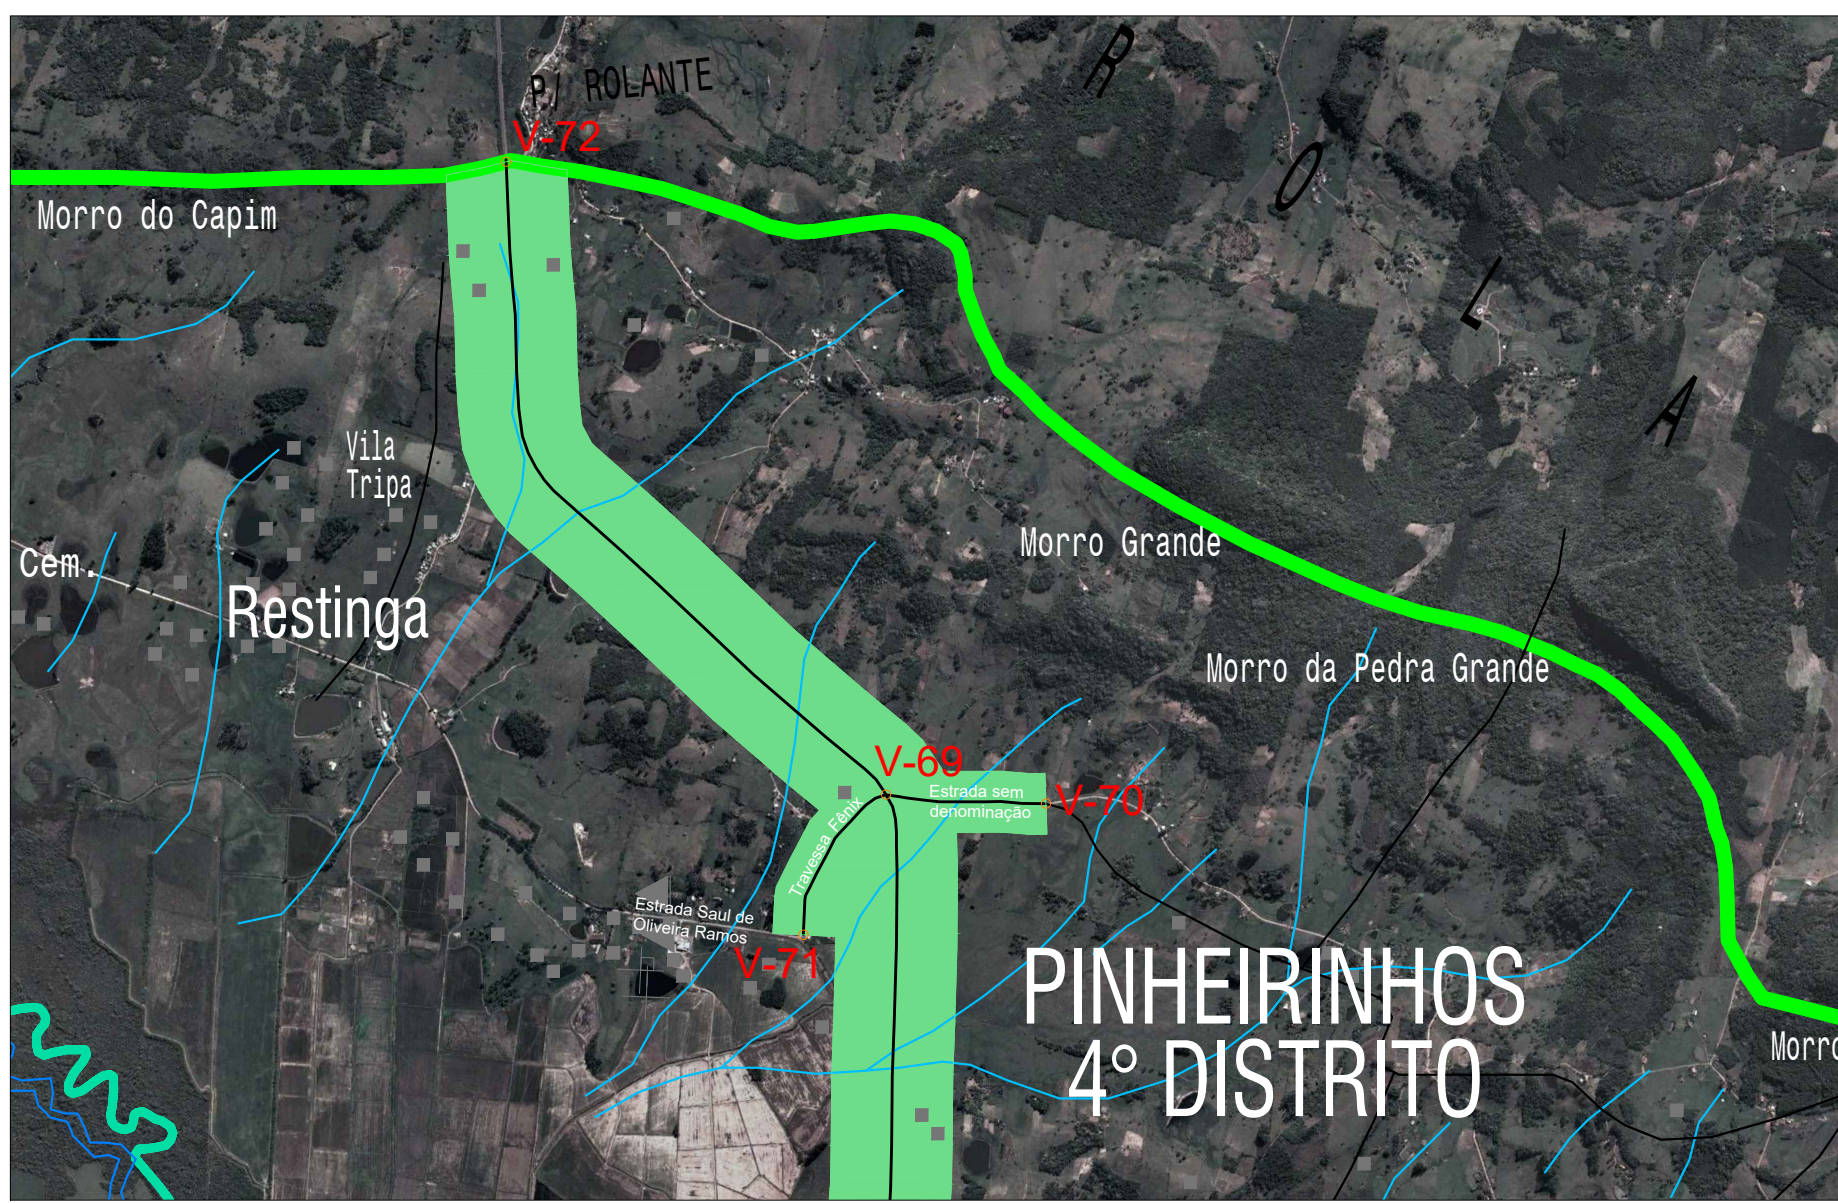 P./ ROLANTE
R
O
L
A
V-72
Morro do Capim
Vila
Tripa
Cem.
Restinga
Morro Grande
Morro da Pedra Grande
V-69
Estrada sem
denominação
V-70
Travessa Fênix
Estrada Saul de
Oliveira Ramos
V-71
PINHEIRINHOS
4° DISTRITO
Morro